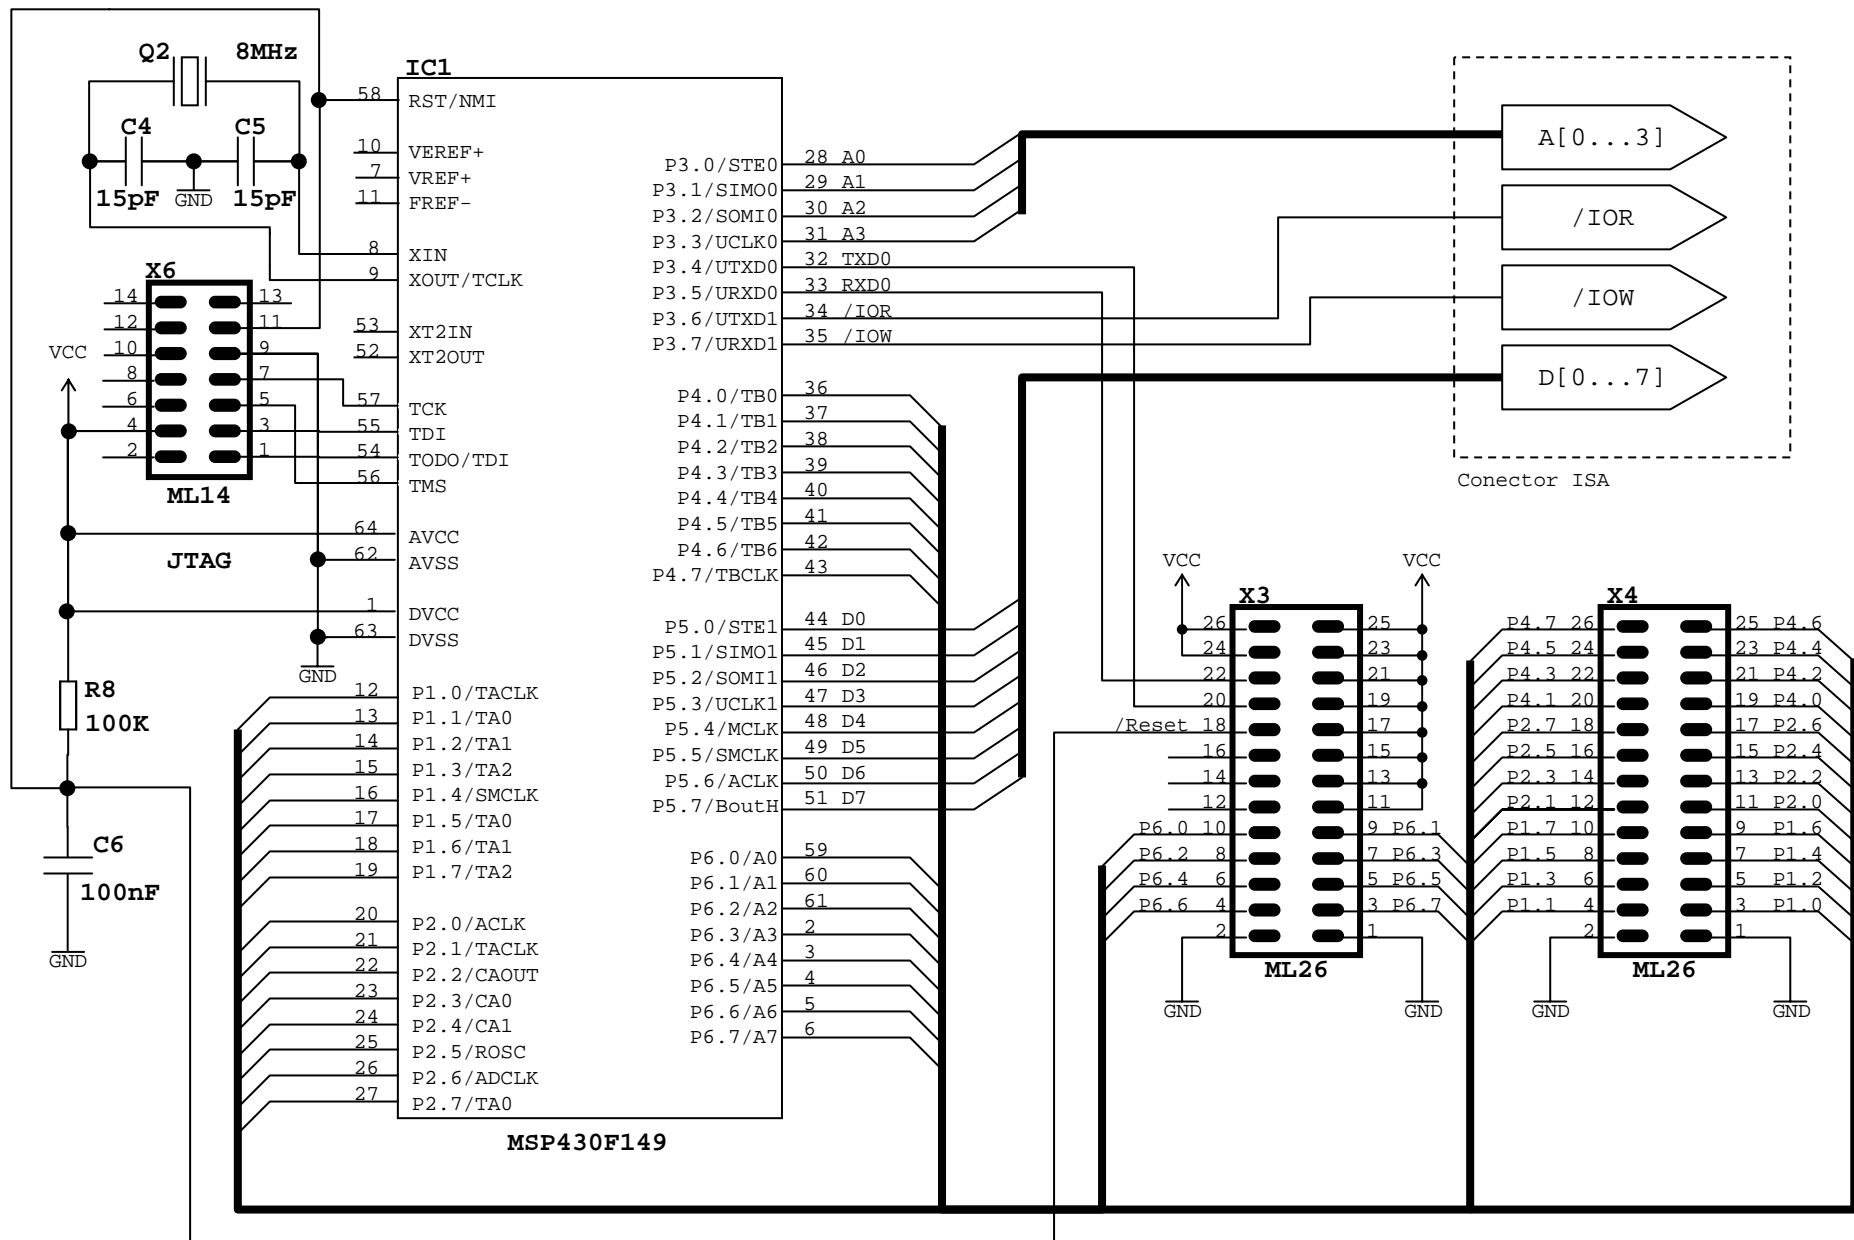 Q2 8MHz
C4 C5
15pF GND 15pF
IC1
58 RST/NMI
10 VEREF+
7 VREF+
11 FREF-
8 XIN
9 XOUT/TCLK
53 XT2IN
52 XT2OUT
57 TCK
55 TDI
54 TODO/TDI
56 TMS
64 AVCC
62 AVSS
1 DVCC
63 DVSS
GND
12 P1.0/TACLK
13 P1.1/TA0
14 P1.2/TA1
15 P1.3/TA2
16 P1.4/SMCLK
17 P1.5/TA0
18 P1.6/TA1
19 P1.7/TA2
20 P2.0/ACLK
21 P2.1/TACLK
22 P2.2/CAOUT
23 P2.3/CA0
24 P2.4/CA1
25 P2.5/ROSC
26 P2.6/ADCLK
27 P2.7/TA0
P3.0/STE0 28 A0
P3.1/SIMO0 29 A1
P3.2/SOMI0 30 A2
P3.3/UCLK0 31 A3
P3.4/UTXD0 32 TXD0
P3.5/URXD0 33 RXD0
P3.6/UTXD1 34 /IOR
P3.7/URXD1 35 /IOW
P4.0/TB0 36
P4.1/TB1 37
P4.2/TB2 38
P4.3/TB3 39
P4.4/TB4 40
P4.5/TB5 41
P4.6/TB6 42
P4.7/TBCLK 43
P5.0/STE1 44 D0
P5.1/SIMO1 45 D1
P5.2/SOMI1 46 D2
P5.3/UCLK1 47 D3
P5.4/MCLK 48 D4
P5.5/SMCLK 49 D5
P5.6/ACLK 50 D6
P5.7/BoutH 51 D7
P6.0/A0 59
P6.1/A1 60
P6.2/A2 61
P6.3/A3 2
P6.4/A4 3
P6.5/A5 4
P6.6/A6 5
P6.7/A7 6
MSP430F149
X6
14 13
12 11
10 9
8 7
6 5
4 3
2 1
ML14
JTAG
VCC
R8
100K
C6
100nF
GND
A[0...3]
/IOR
/IOW
D[0...7]
Conector ISA
VCC VCC
X3
26 25
24 23
22 21
20 19
/Reset 18 17
16 15
14 13
12 11
P6.0 10 9 P6.1
P6.2 8 7 P6.3
P6.4 6 5 P6.5
P6.6 4 3 P6.7
2 1
ML26
GND GND
X4
P4.7 26 25 P4.6
P4.5 24 23 P4.4
P4.3 22 21 P4.2
P4.1 20 19 P4.0
P2.7 18 17 P2.6
P2.5 16 15 P2.4
P2.3 14 13 P2.2
P2.1 12 11 P2.0
P1.7 10 9 P1.6
P1.5 8 7 P1.4
P1.3 6 5 P1.2
P1.1 4 3 P1.0
2 1
ML26
GND GND